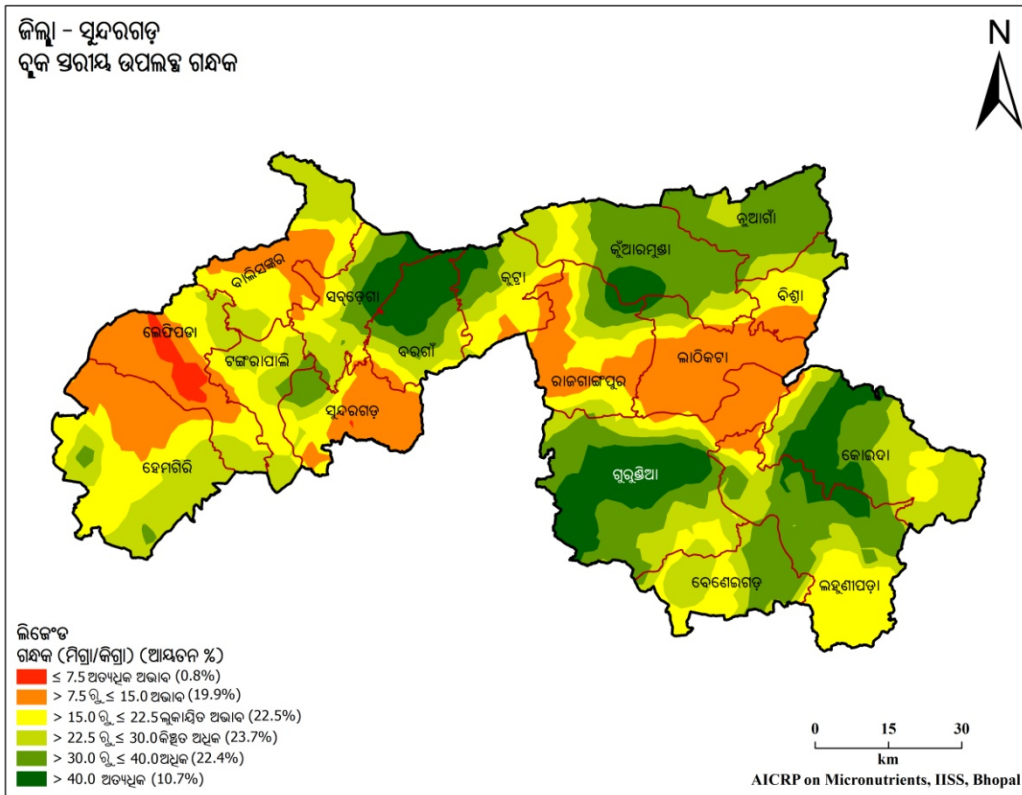 ଜିଲ୍ଲା - ସୁନ୍ଦରଗଡ଼
ବ୍ଲକ ସ୍ତରୀୟ ଉପଲବ୍ଧ ଗନ୍ଧକ
N
ନୁଆଗାଁ
କୁଁଆରମୁଣ୍ଡା
କୁଟ୍ରା
ବାଲିସଙ୍କରା
ସବଡ଼େଗା
ବିଶ୍ରା
ଲେଫିପଡା
ବରଗାଁ
ଲାଠିକଟା
ଟଙ୍ଗରାପାଲି
ରାଜଗାଙ୍ଗପୁର
ସୁନ୍ଦରଗଡ଼
କୋଇଡା
ହେମଗିରି
ଗୁରୁଣ୍ଡିଆ
ବେଶେଇଗଡ଼
ଲହୁଣୀପଡ଼ା
ଲିଜେଂଡ
ଗନ୍ଧକ (ମିଗ୍ରା/କିଗ୍ରା) (ଆୟତନ %)
≤ 7.5 ଅତ୍ୟଧିକ ଅଭାବ (0.8%)
> 7.5 ରୁ ≤ 15.0 ଅଭାବ (19.9%)
> 15.0 ରୁ ≤ 22.5 ଲୁକାୟିତ ଅଭାବ (22.5%)
> 22.5 ରୁ ≤ 30.0 କିଞ୍ଚିତ ଅଧିକ (23.7%)
> 30.0 ରୁ ≤ 40.0 ଅଧିକ (22.4%)
> 40.0 ଅତ୍ୟଧିକ (10.7%)
0 15 30
km
AICRP on Micronutrients, IISS, Bhopal